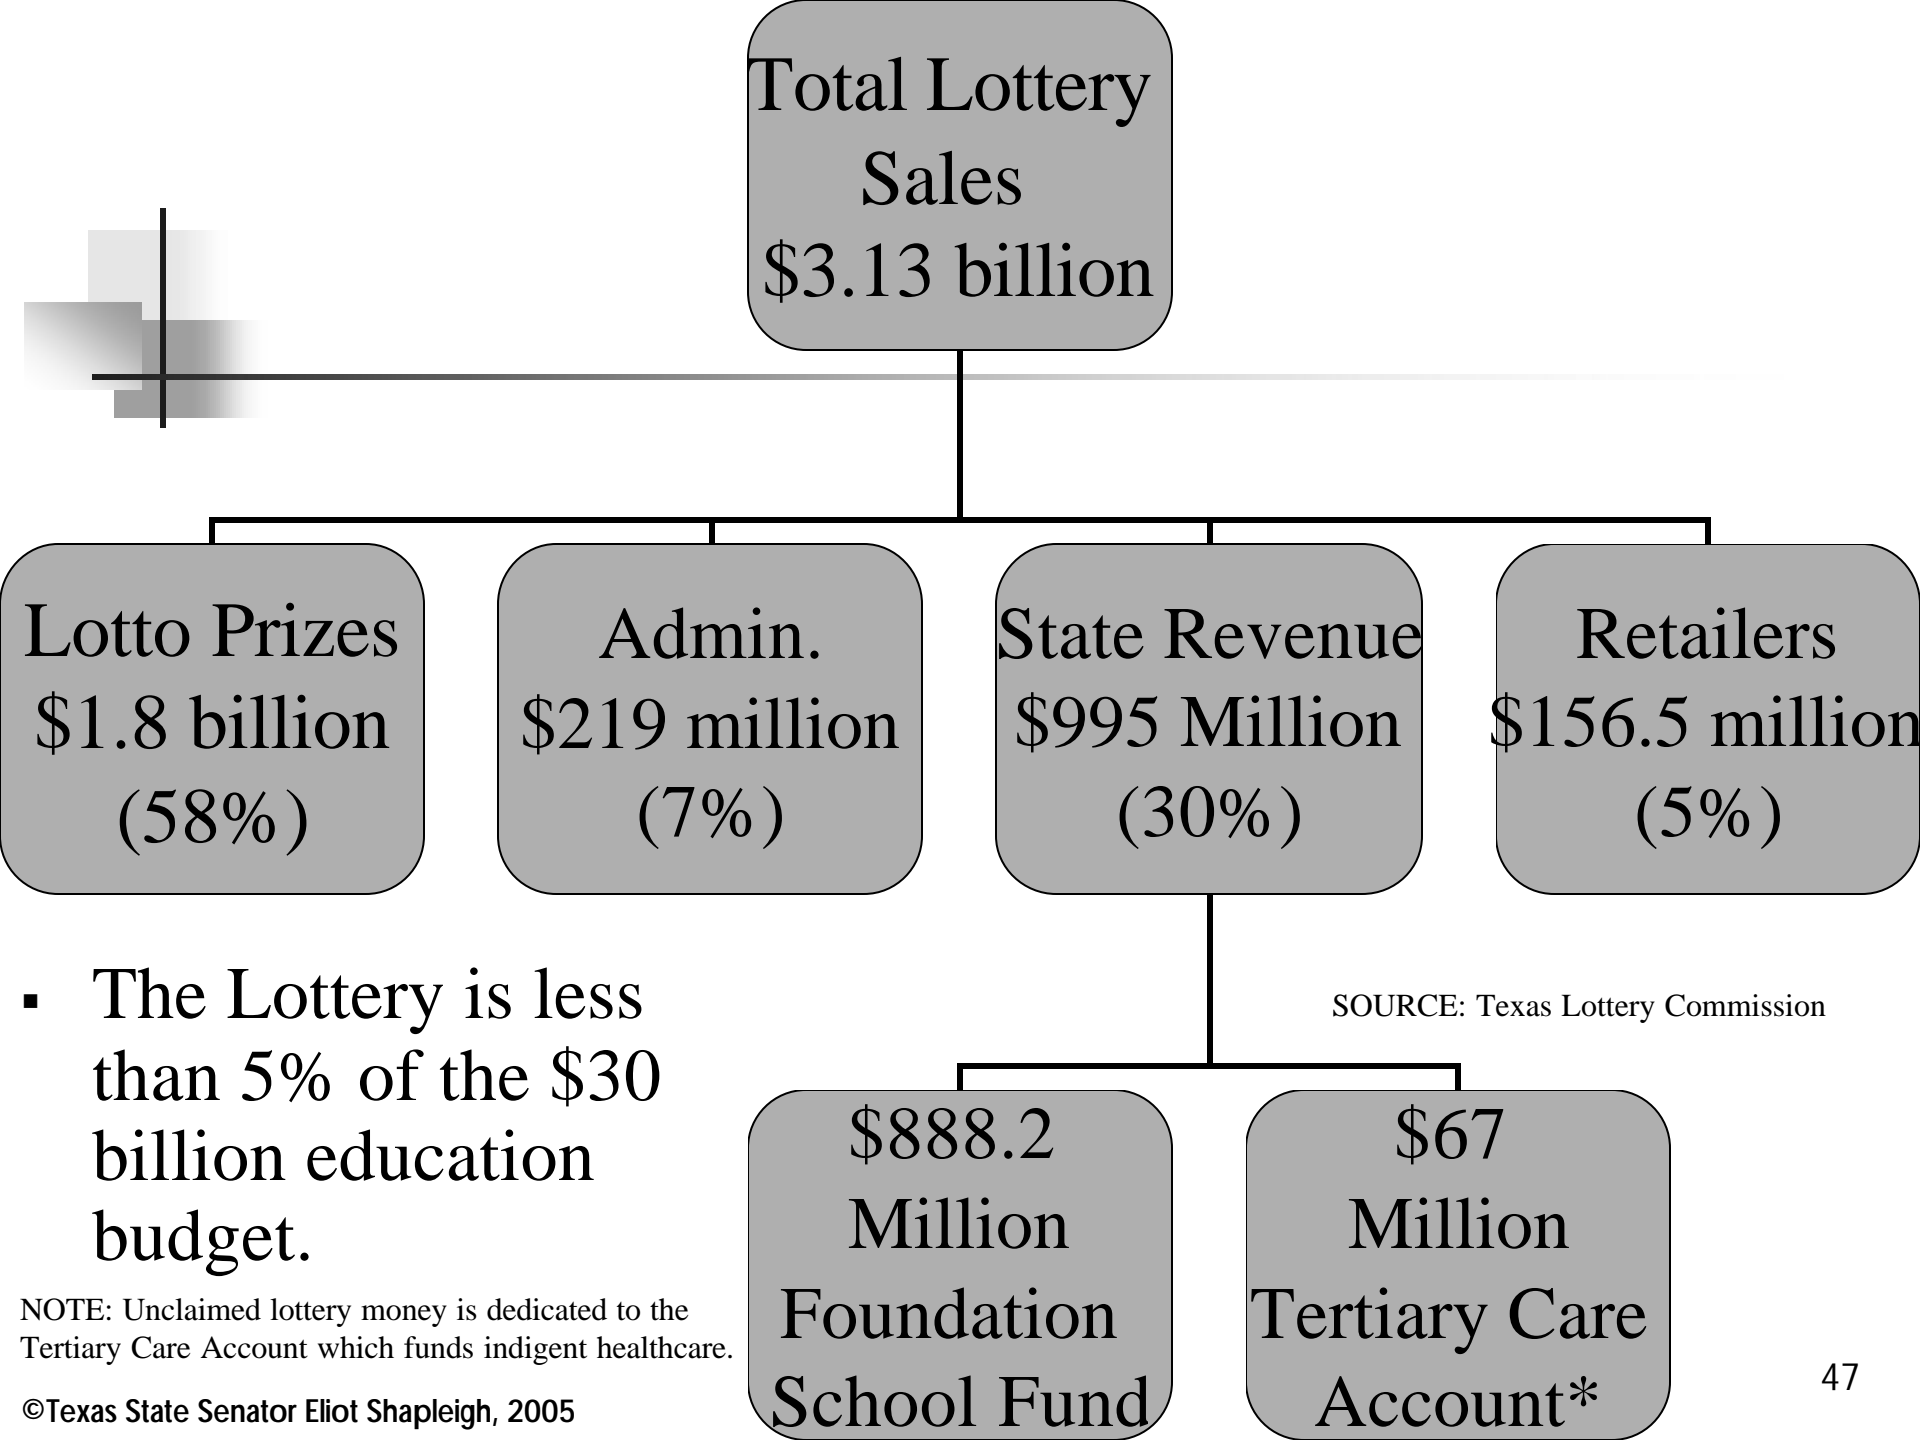 Total Lottery
Sales
$3.13 billion
Lotto Prizes
$1.8 billion
(58%)
Admin.
$219 million
(7%)
State Revenue
$995 Million
(30%)
Retailers
$156.5 million
(5%)
▪ The Lottery is less
than 5% of the $30
billion education
budget.
SOURCE: Texas Lottery Commission
$888.2
Million
Foundation
School Fund
$67
Million
Tertiary Care
Account*
NOTE: Unclaimed lottery money is dedicated to the
Tertiary Care Account which funds indigent healthcare.
©Texas State Senator Eliot Shapleigh, 2005
47